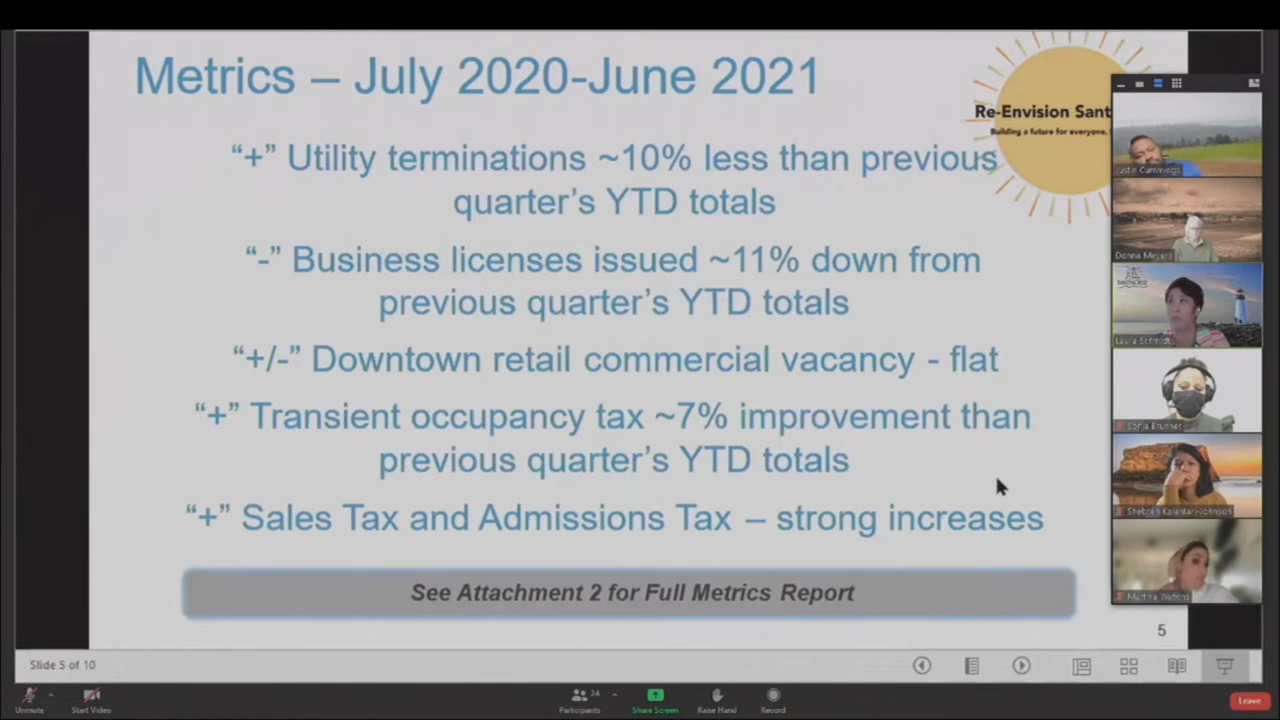 Metrics – July 2020-June 2021
Re-Envision Sant
Building a future for everyone.
“+” Utility terminations ~10% less than previous
quarter’s YTD totals
“-” Business licenses issued ~11% down from
previous quarter’s YTD totals
“+/-” Downtown retail commercial vacancy - flat
“+” Transient occupancy tax ~7% improvement than
previous quarter’s YTD totals
“+” Sales Tax and Admissions Tax – strong increases
See Attachment 2 for Full Metrics Report
5
Justin Cummings
Donna Meyers
Laura Schmidt
Sonja Brunner
Shebreh Kalantari-Johnson
Martine Watkins
Slide 5 of 10
Unmute
Start Video
34
Participants
Share Screen
Raise Hand
Record
Leave